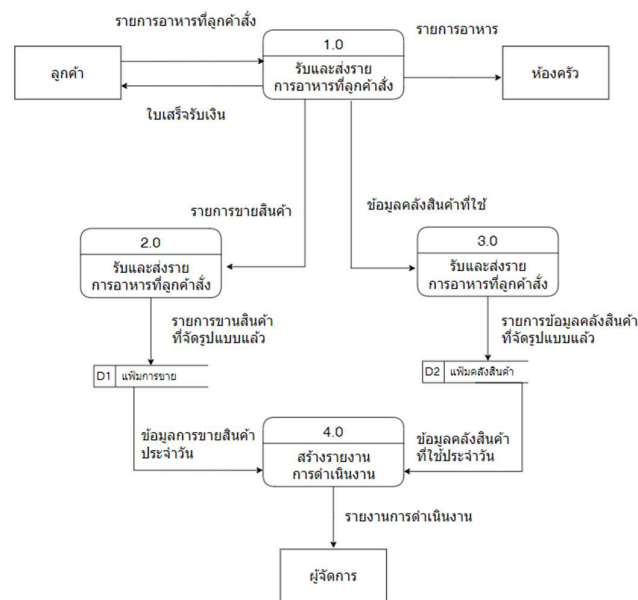 รายการอาหารที่ลูกค้าสั่ง
1.0
รายการอาหาร
ลูกค้า
รับและส่งราย
การอาหารที่ลูกค้าสั่ง
ห้องครัว
ใบเสร็จรับเงิน
รายการขายสินค้า
ข้อมูลคลังสินค้าที่ใช้
2.0
รับและส่งราย
การอาหารที่ลูกค้าสั่ง
3.0
รับและส่งราย
การอาหารที่ลูกค้าสั่ง
รายการขานสินค้า
ที่จัดรูปแบบแล้ว
รายการข้อมูลคลังสินค้า
ที่จัดรูปแบบแล้ว
D1 แฟ้มการขาย
D2 แฟ้มคลังสินค้า
ข้อมูลการขายสินค้า
ประจำวัน
4.0
สร้างรายงาน
การดำเนินงาน
ข้อมูลคลังสินค้า
ที่ใช้ประจำวัน
รายงานการดำเนินงาน
ผู้จัดการ